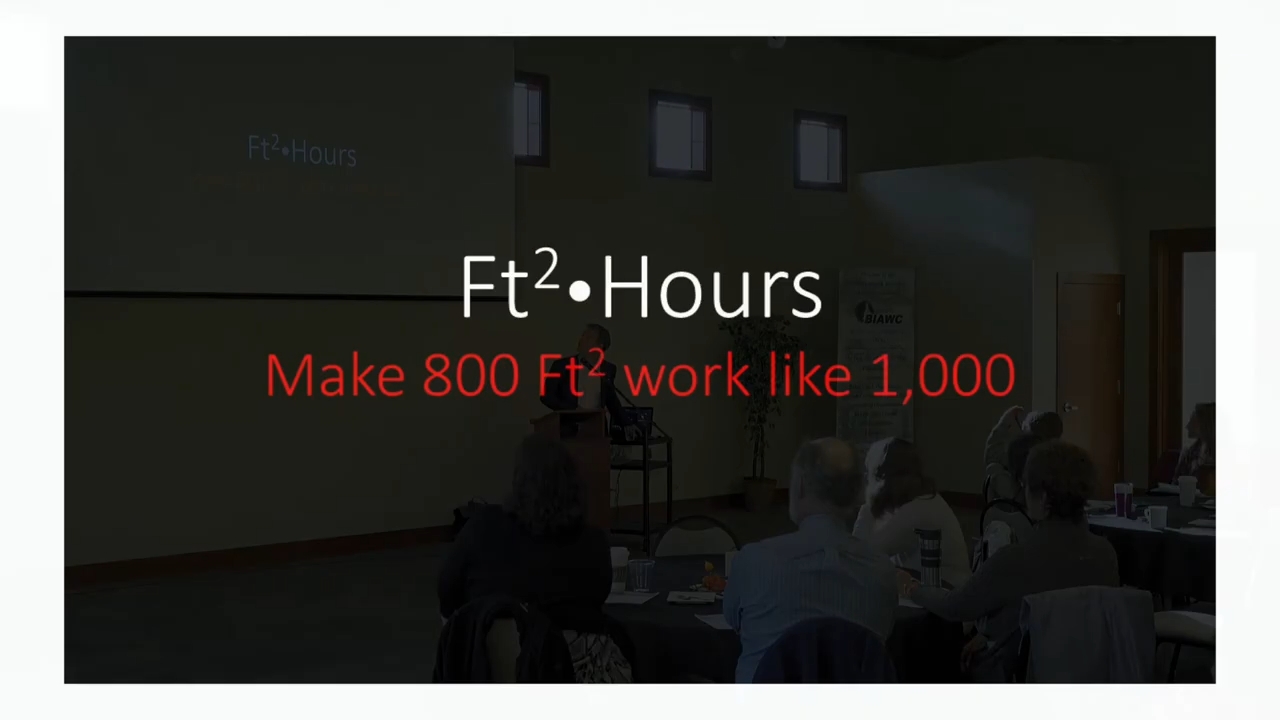 Ft²•Hours
Ft²•Hours
Make 800 Ft² work like 1,000
BIAWC